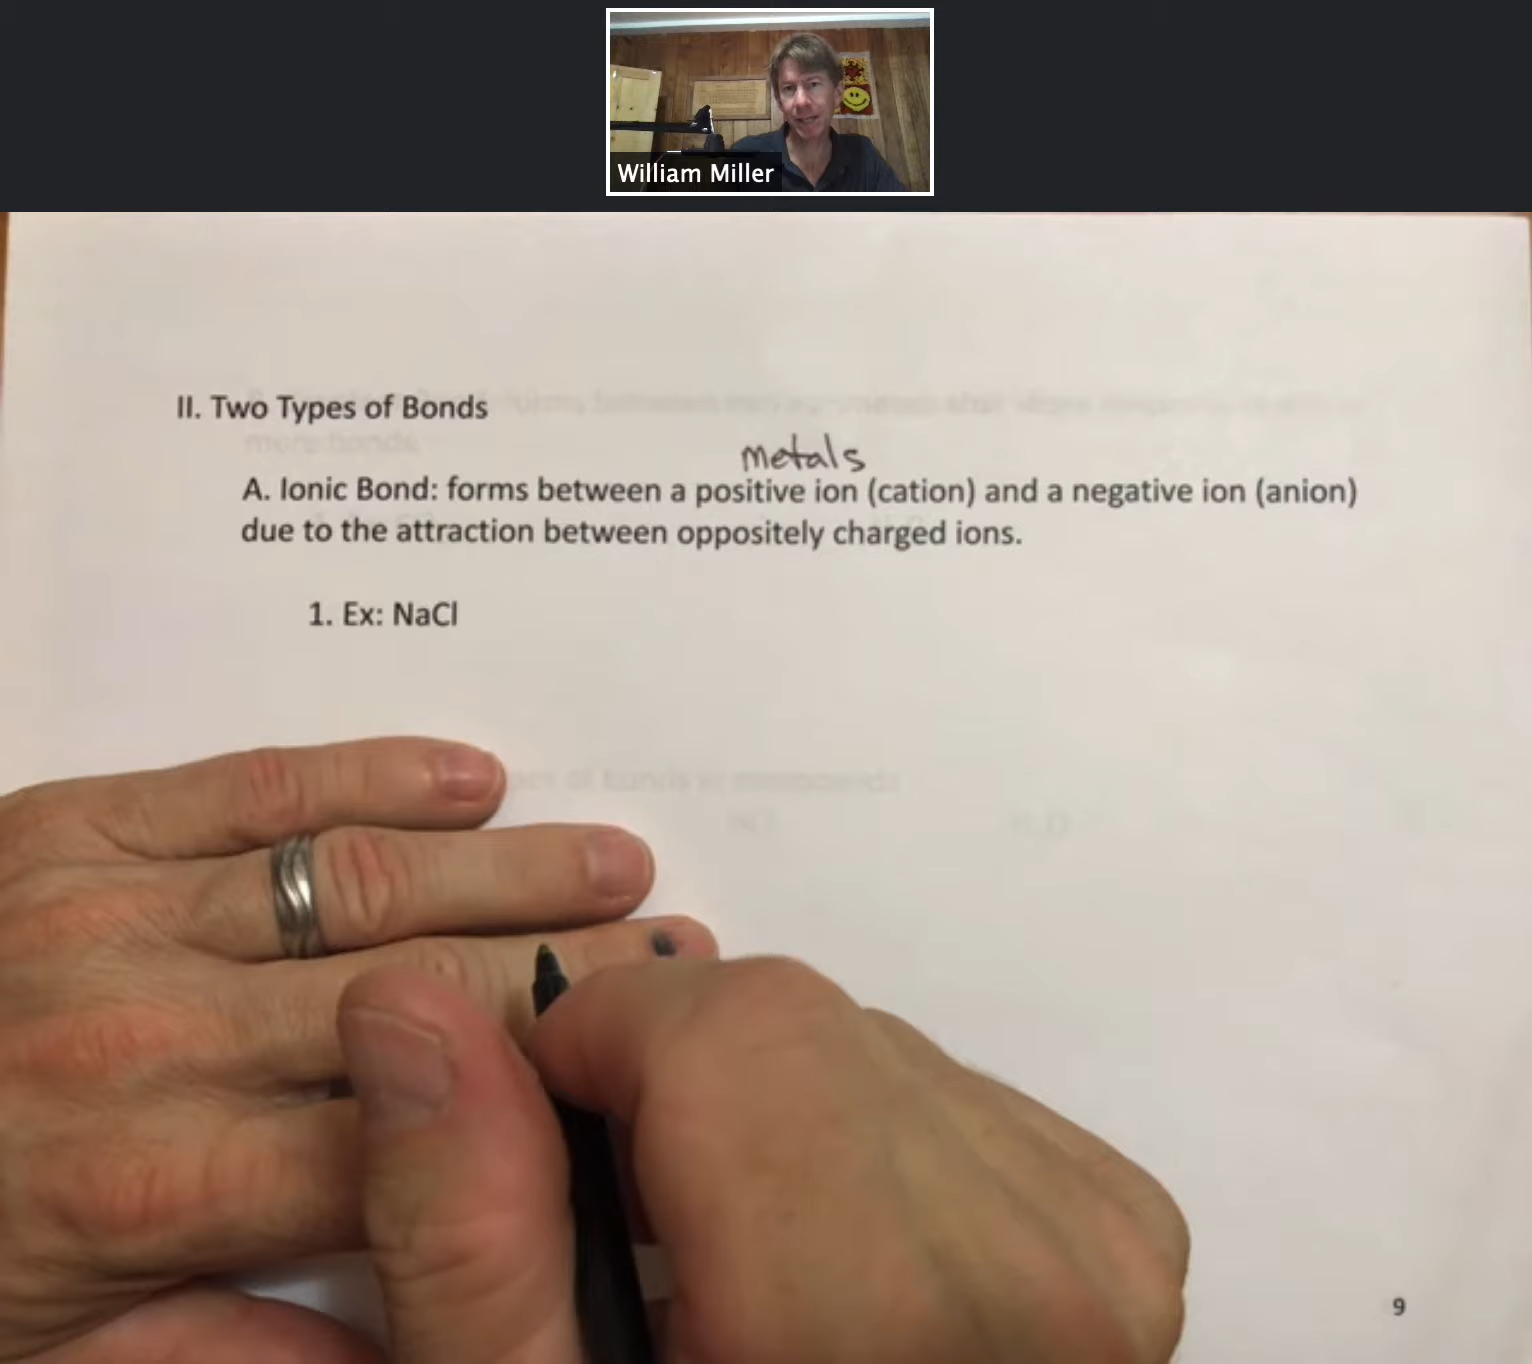 William Miller
II. Two Types of Bonds
metals
A. Ionic Bond: forms between a positive ion (cation) and a negative ion (anion)
due to the attraction between oppositely charged ions.
1. Ex: NaCl
9